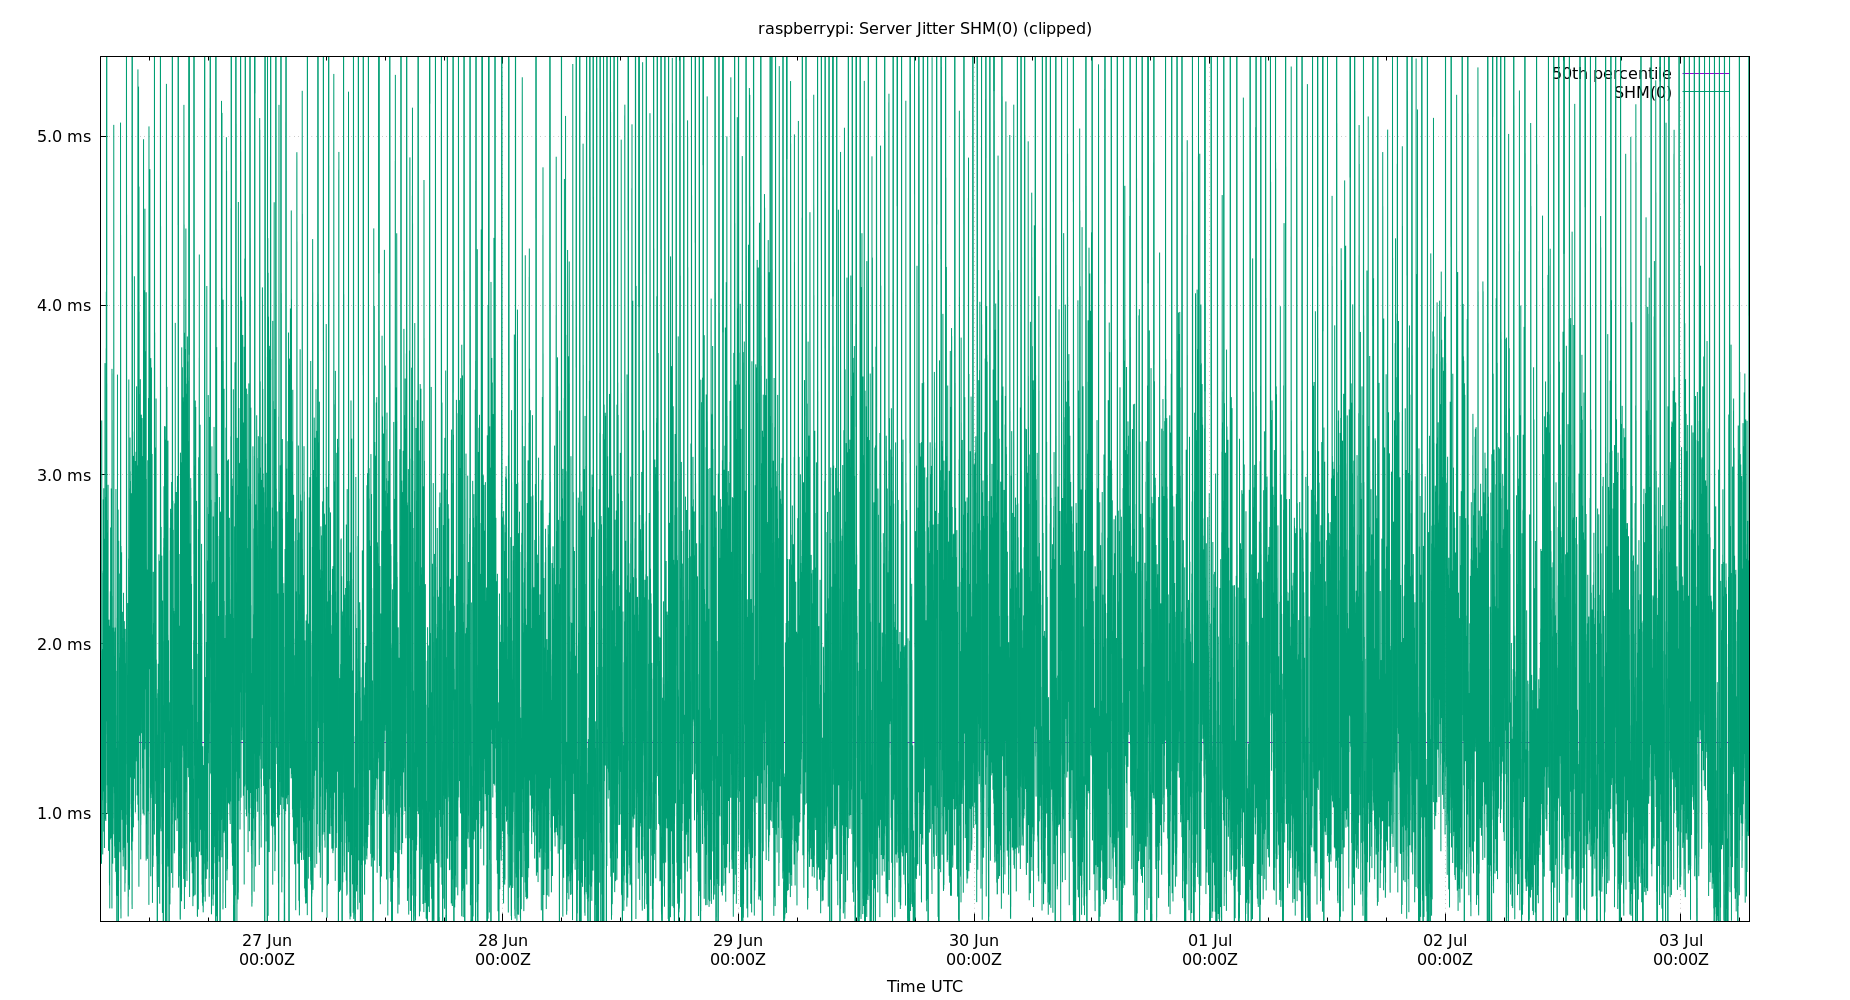 raspberrypi: Server Jitter SHM(0) (clipped)
50th percentile
SHM(0)
5.0 ms
4.0 ms
3.0 ms
2.0 ms
1.0 ms
27 Jun 28 Jun 29 Jun 30 Jun 01 Jul 02 Jul 03 Jul
00:00Z 00:00Z 00:00Z 00:00Z 00:00Z 00:00Z 00:00Z
Time UTC